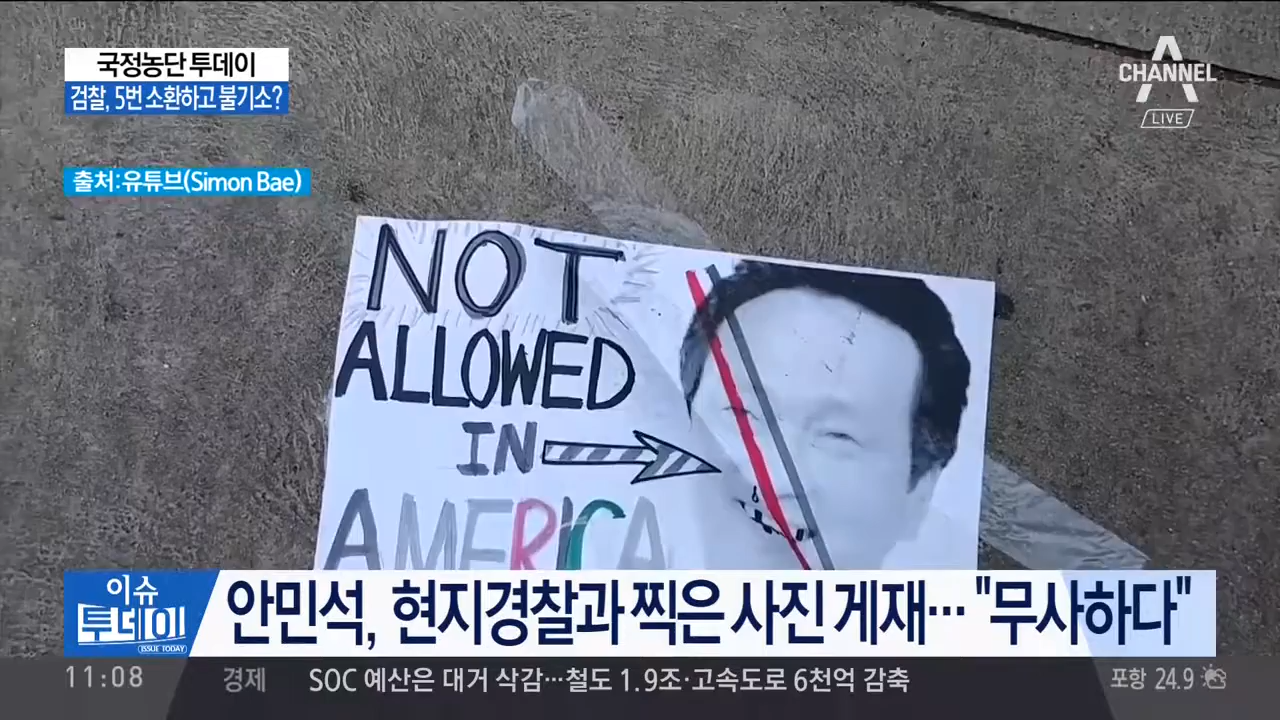 국정농단 투데이
검찰, 5번 소환하고 불기소?
CHANNEL A
LIVE
출처:유튜브(Simon Bae)
NOT
ALLOWED
IN
AMERICA
이슈
투데이
ISSUE TODAY
안민석, 현지경찰과 찍은 사진 게재… "무사하다"
11:08 경제 SOC 예산은 대거 삭감…철도 1.9조·고속도로 6천억 감축 포항 24.9